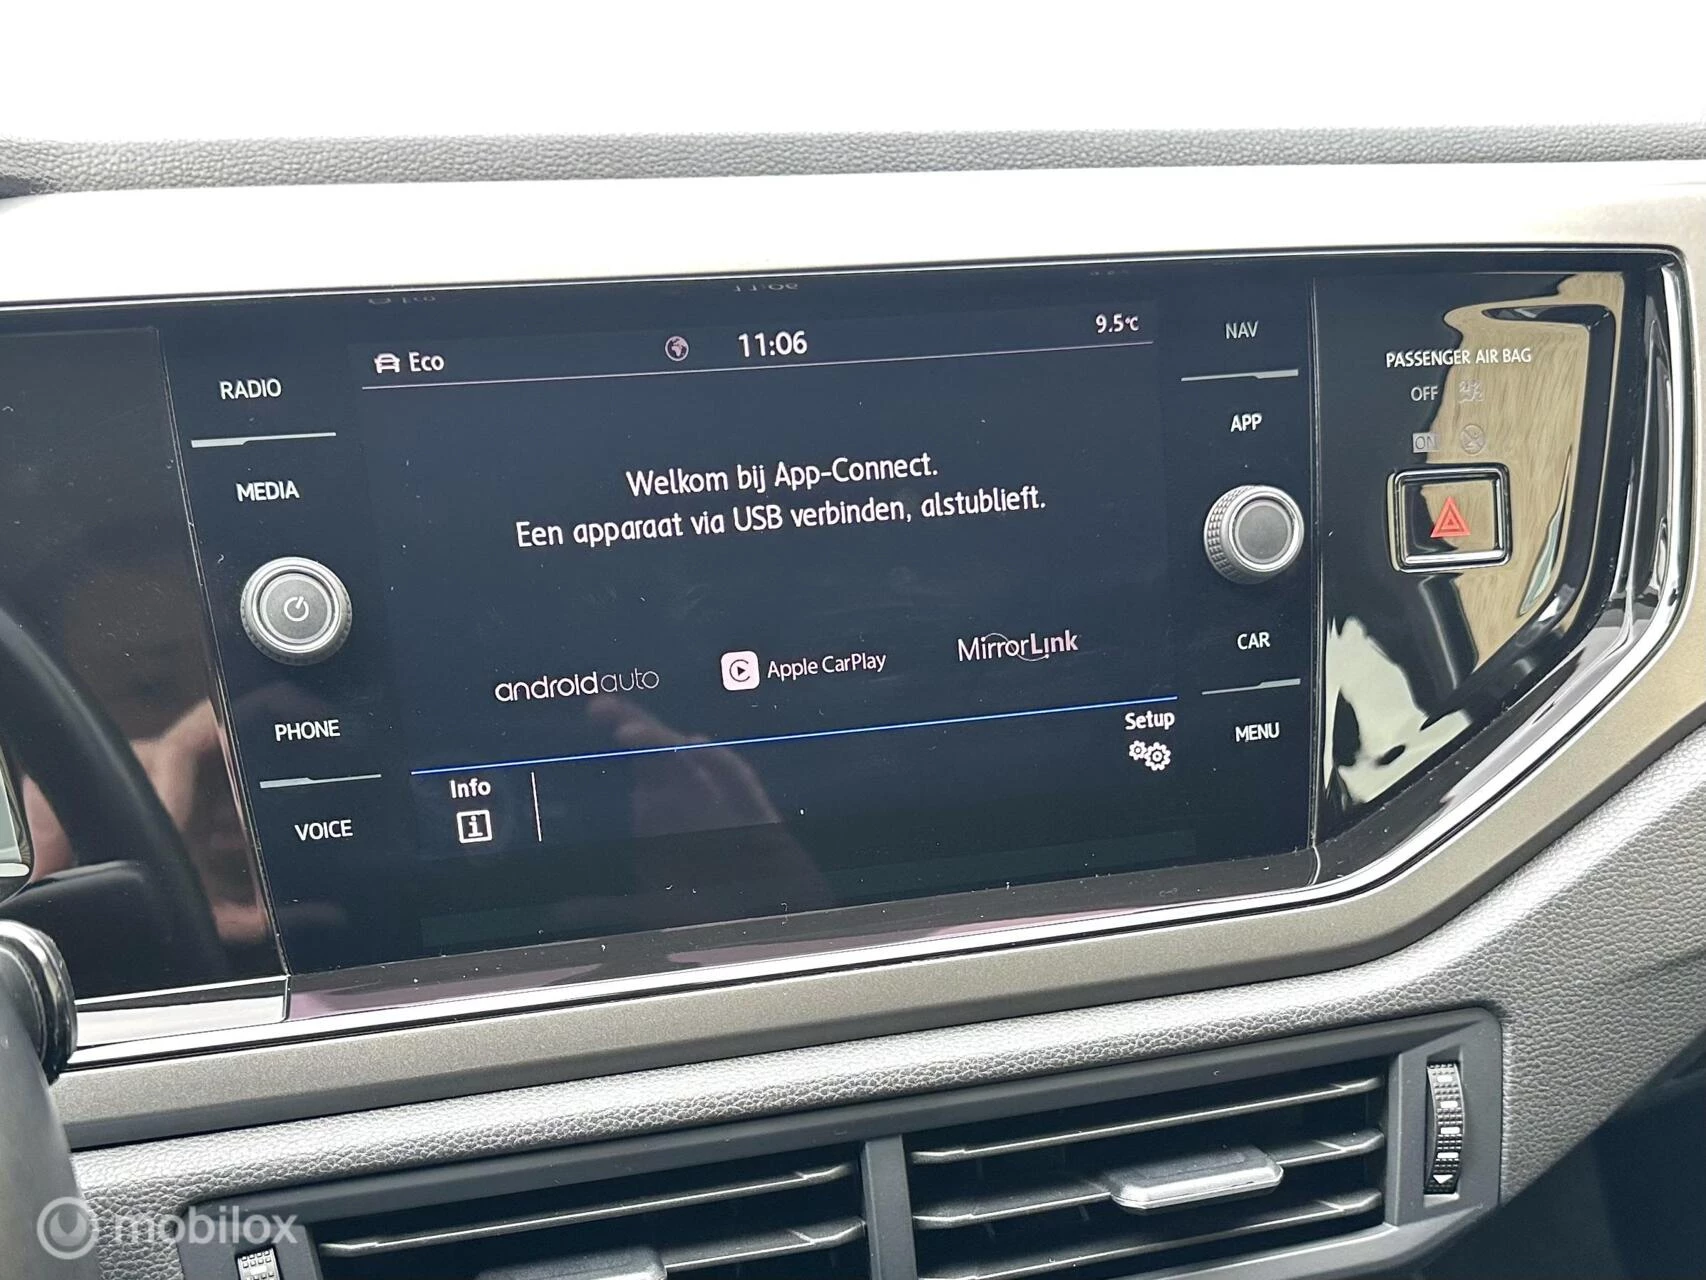 RADIO
MEDIA
PHONE
VOICE
Eco
11:06
9.5°C
Welkom bij App-Connect.
Een apparaat via USB verbinden, alstublieft.
androidauto
Apple CarPlay
MirrorLink
Info
i
Setup
NAV
APP
CAR
MENU
PASSENGER AIR BAG
OFF
ON
mobilox